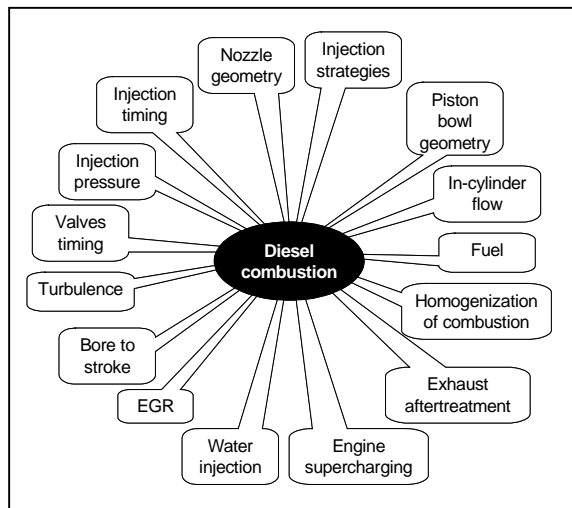 Nozzle
geometry
Injection
strategies
Injection
timing
Piston
bowl
geometry
Injection
pressure
In-cylinder
flow
Valves
timing
Diesel
combustion
Fuel
Turbulence
Homogenization
of combustion
Bore to
stroke
Exhaust
aftertreatment
EGR
Water
injection
Engine
supercharging